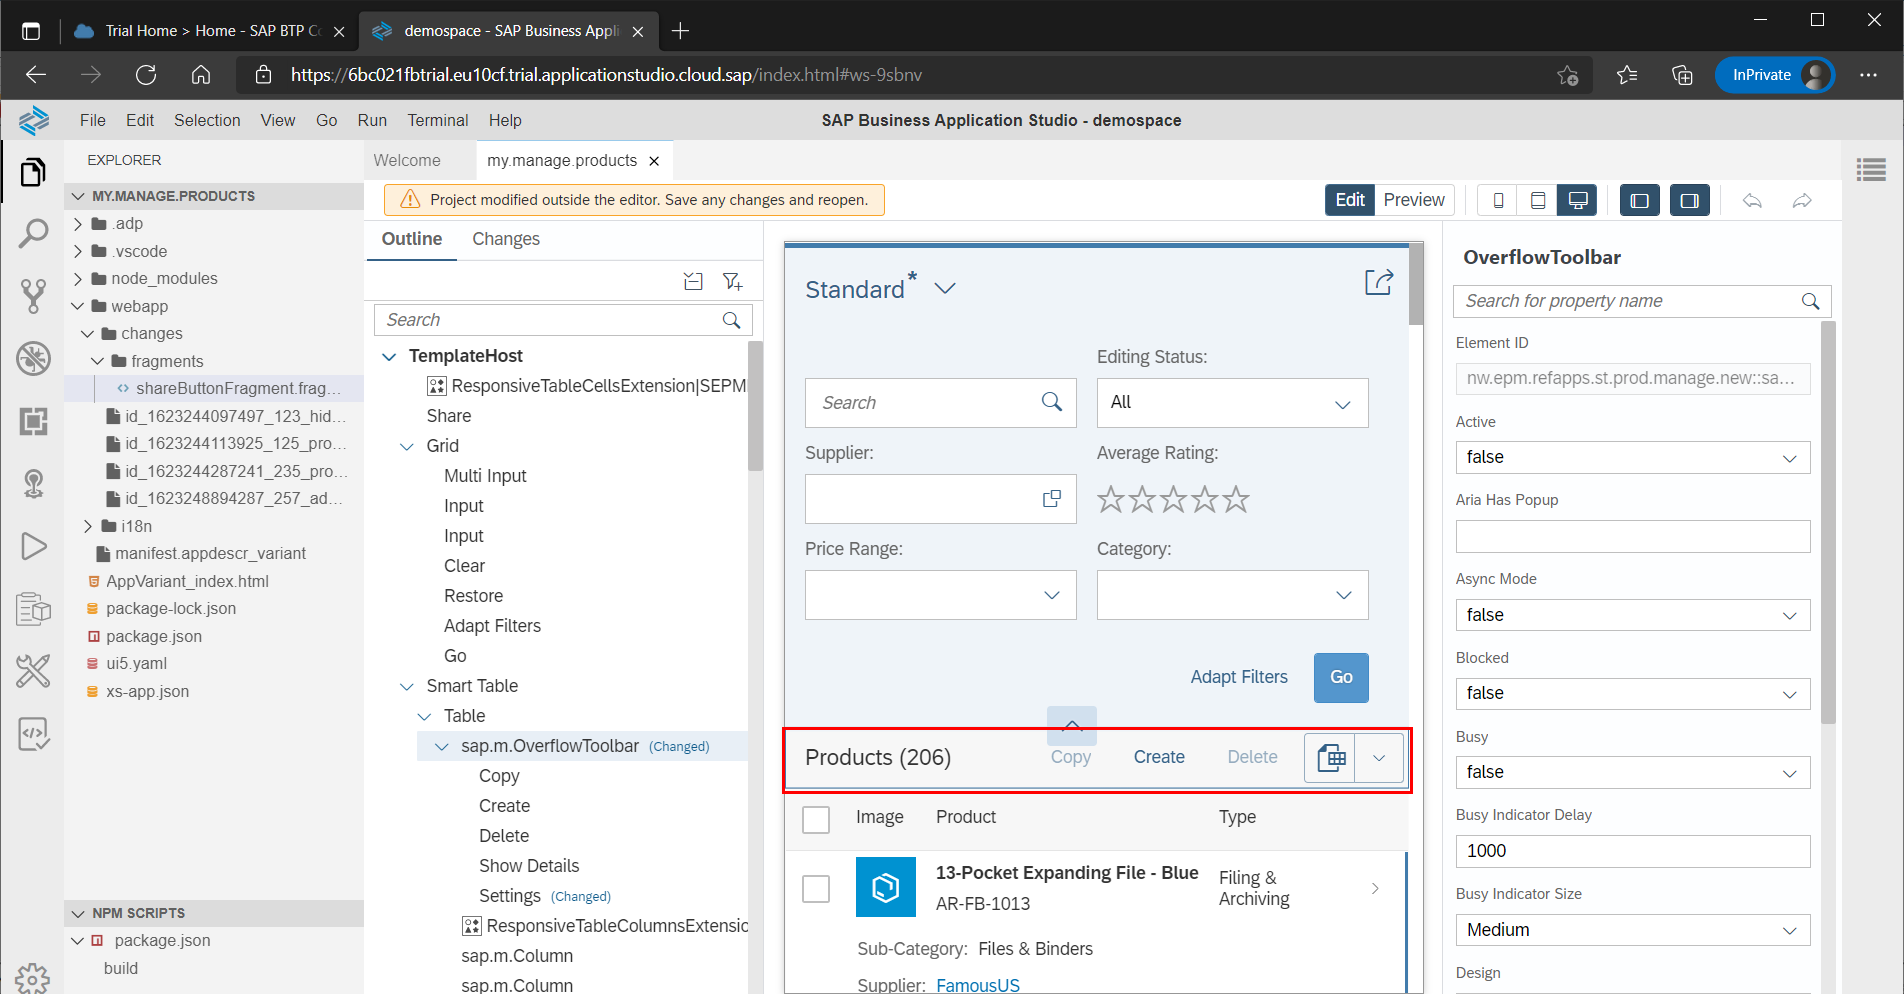 Trial Home > Home - SAP BTP Co
demospace - SAP Business Appli
https://6bc021fbtrial.eu10cf.trial.applicationstudio.cloud.sap/index.html#ws-9sbnv
InPrivate
File Edit Selection View Go Run Terminal Help
SAP Business Application Studio - demospace
EXPLORER
MY.MANAGE.PRODUCTS
.adp
.vscode
node_modules
webapp
changes
fragments
shareButtonFragment.frag...
id_1623244097497_123_hid...
id_1623244113925_125_pro...
id_1623244287241_235_pro...
id_1623248894287_257_ad...
i18n
manifest.appdescr_variant
AppVariant_index.html
package-lock.json
package.json
ui5.yaml
xs-app.json
NPM SCRIPTS
package.json
build
Welcome
my.manage.products
Project modified outside the editor. Save any changes and reopen.
Edit Preview
Outline Changes
Search
TemplateHost
ResponsiveTableCellsExtension|SEPM
Share
Grid
Multi Input
Input
Input
Clear
Restore
Adapt Filters
Go
Smart Table
Table
sap.m.OverflowToolbar (Changed)
Copy
Create
Delete
Show Details
Settings (Changed)
ResponsiveTableColumnsExtensio
sap.m.Column
sap.m.Column
Standard*
Editing Status:
Search
All
Supplier:
Average Rating:
Price Range:
Category:
Adapt Filters
Go
Products (206)
Copy Create Delete
Image Product Type
13-Pocket Expanding File - Blue
AR-FB-1013
Filing &
Archiving
Sub-Category: Files & Binders
Supplier: FamousUS
OverflowToolbar
Search for property name
Element ID
nw.epm.refapps.st.prod.manage.new::sa...
Active
false
Aria Has Popup
Async Mode
false
Blocked
false
Busy
false
Busy Indicator Delay
1000
Busy Indicator Size
Medium
Design